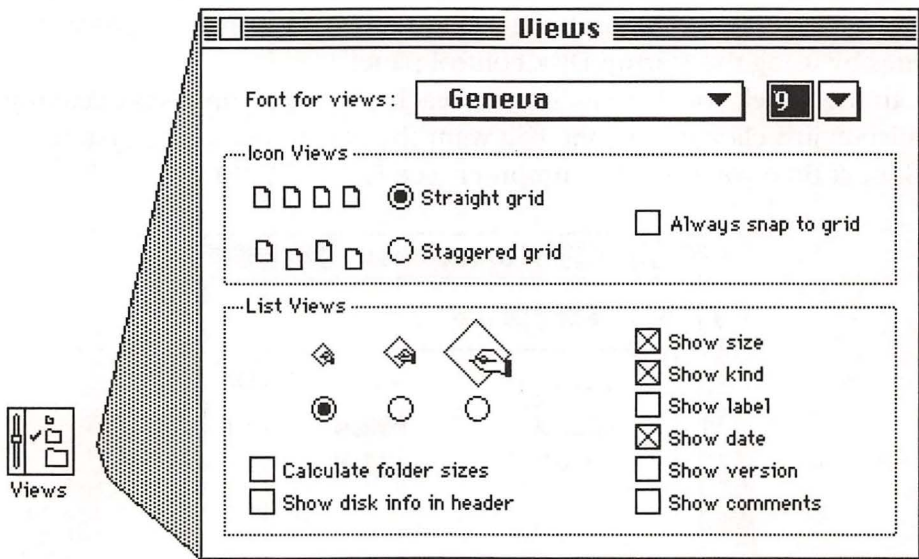 Views
Font for views:
Geneva
9
Icon Views
Straight grid
Staggered grid
Always snap to grid
List Views
Show size
Show kind
Show label
Show date
Show version
Show comments
Calculate folder sizes
Show disk info in header
Views